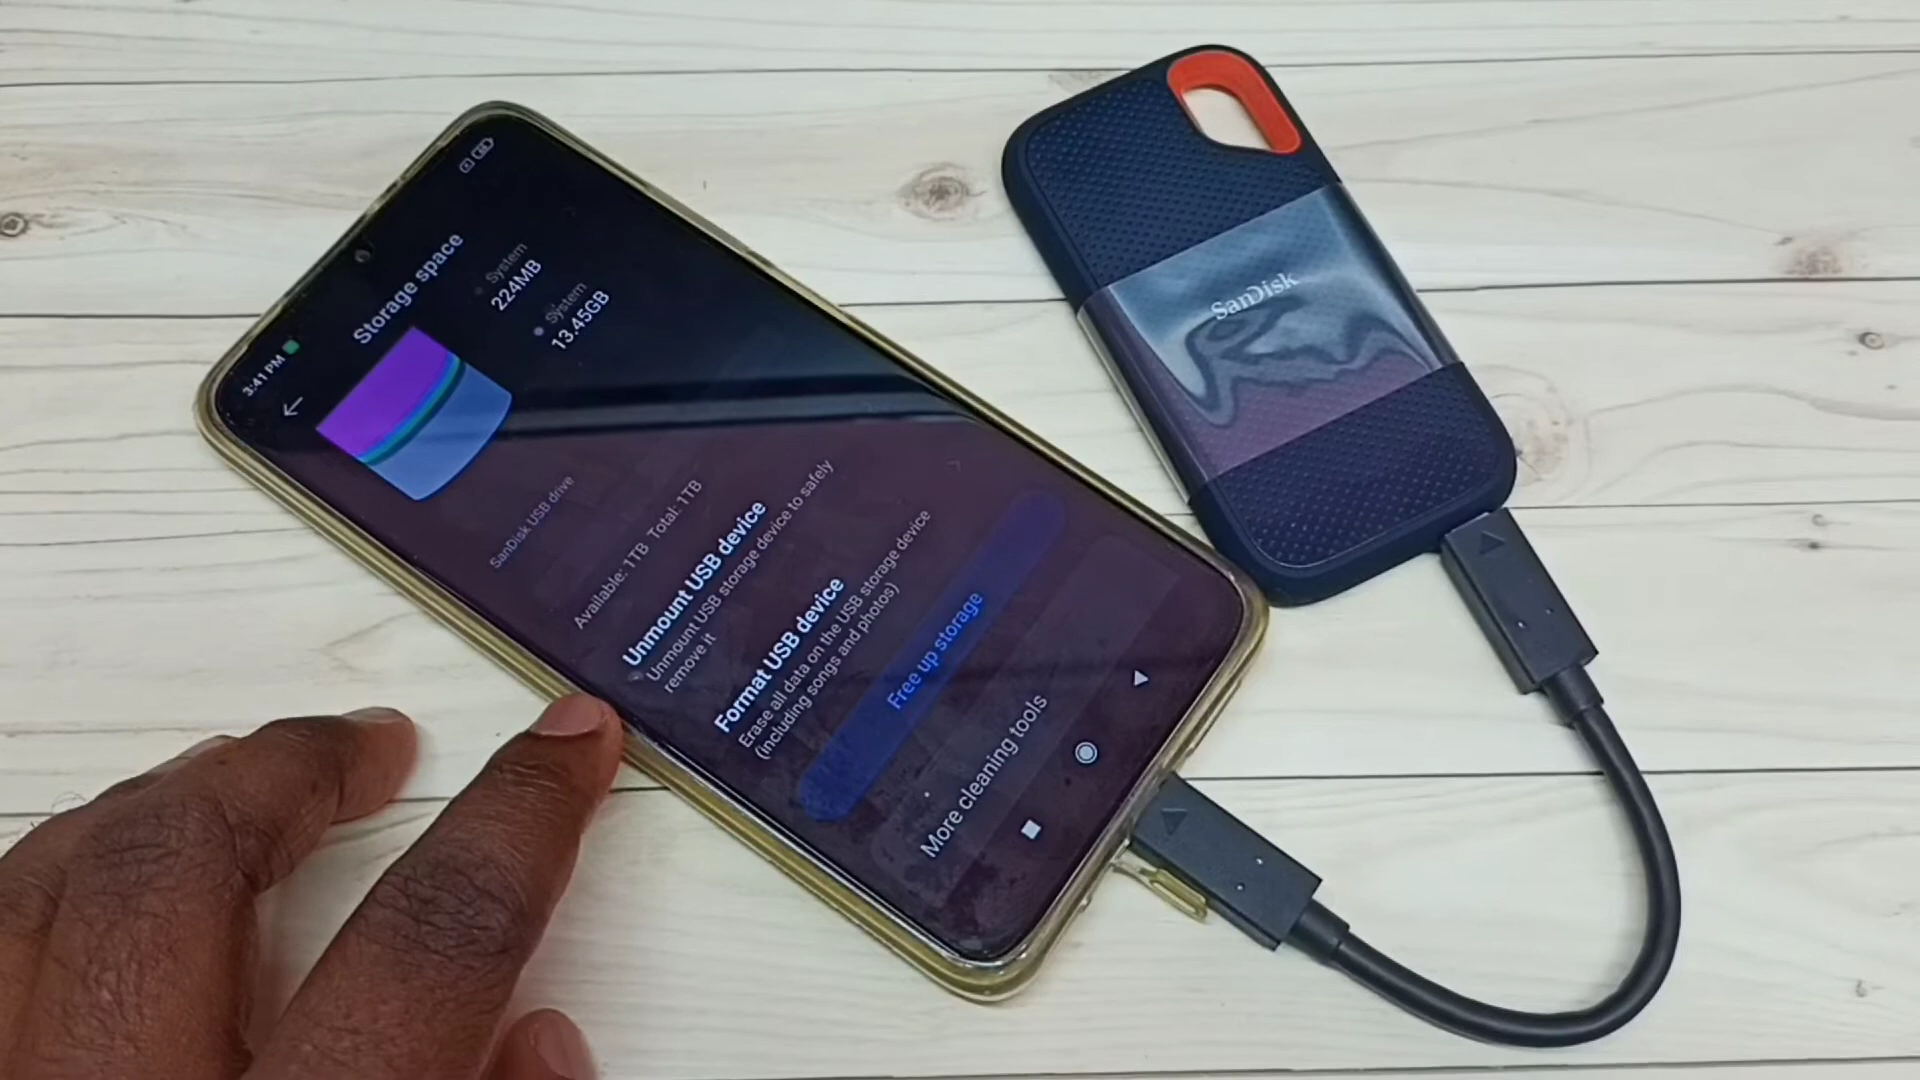 3:41 PM
Storage space
System
224MB
System
13.45GB
SanDisk USB drive
Available: 1TB Total: 1TB
Unmount USB device
Unmount USB storage device to safely
remove it
Format USB device
Erase all data on the USB storage device
(including songs and photos)
Free up storage
More cleaning tools
SanDisk